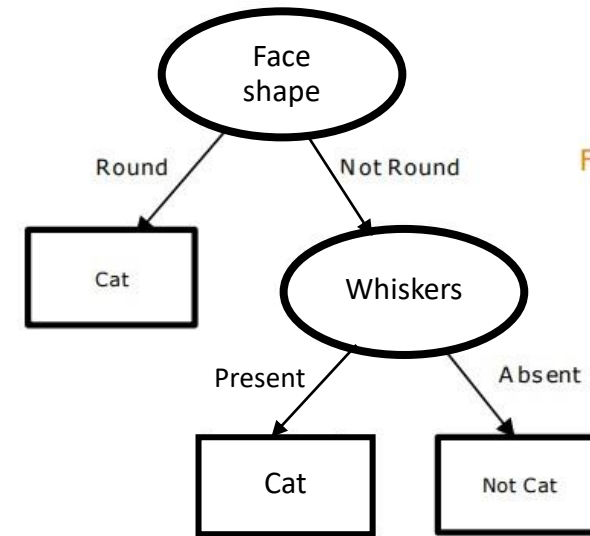 Face
shape
Round
Not Round
F
Cat
Whiskers
Present
Absent
Cat
Not Cat